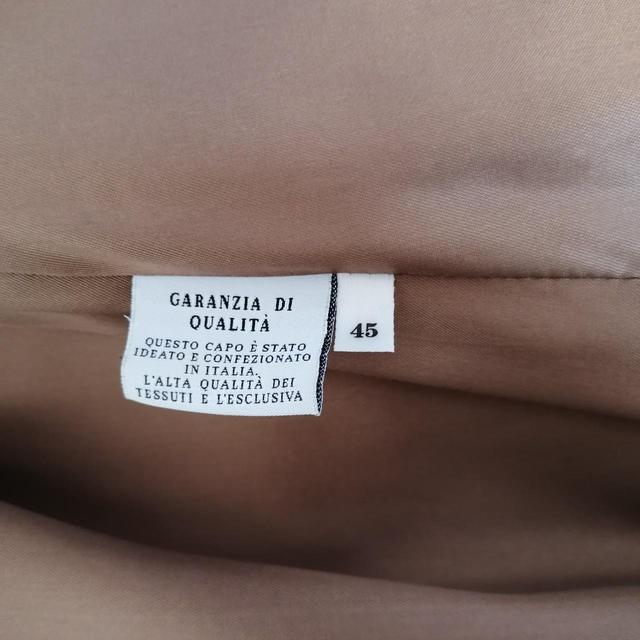 GARANZIA DI
QUALITÀ
QUESTO CAPO È STATO
IDEATO E CONFEZIONATO
IN ITALIA.
L'ALTA QUALITÀ DEI
TESSUTI E L'ESCLUSIVA
45